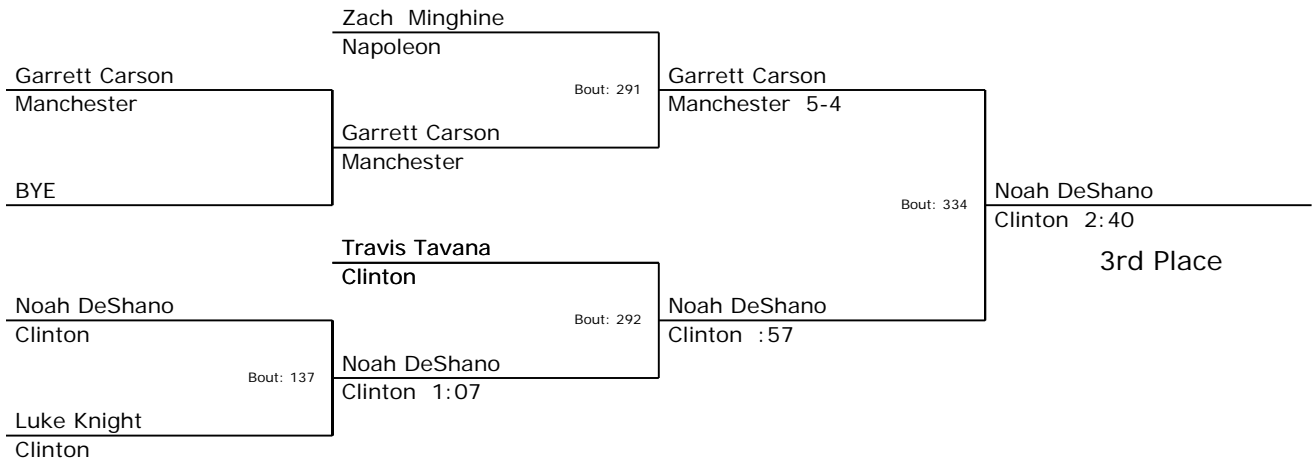 Zach  Minghine
Napoleon
Garrett Carson
Manchester
Bout: 291
Garrett Carson
Manchester  5-4
Garrett Carson
Manchester
BYE
Bout: 334
Noah DeShano
Clinton  2:40
3rd Place
Travis Tavana
Clinton
Noah DeShano
Clinton
Bout: 292
Noah DeShano
Clinton  :57
Bout: 137
Noah DeShano
Clinton  1:07
Luke Knight
Clinton